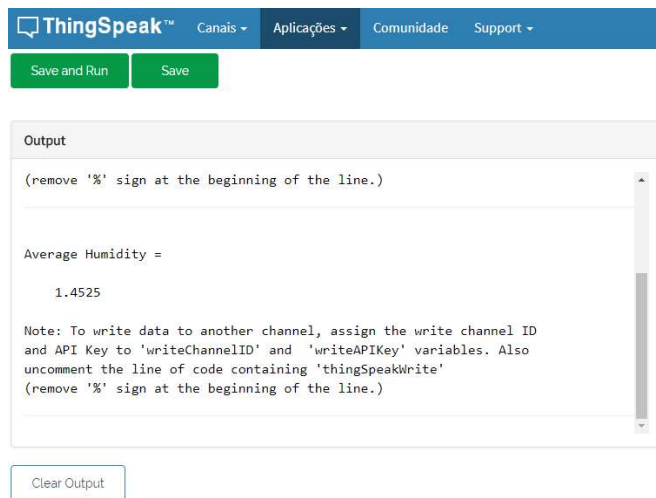 ThingSpeak™ Canais Aplicações Comunidade Support
Save and Run Save
Output
(remove '%' sign at the beginning of the line.)
Average Humidity =
1.4525
Note: To write data to another channel, assign the write channel ID
and API Key to 'writeChannelID' and 'writeAPIKey' variables. Also
uncomment the line of code containing 'thingSpeakWrite'
(remove '%' sign at the beginning of the line.)
Clear Output